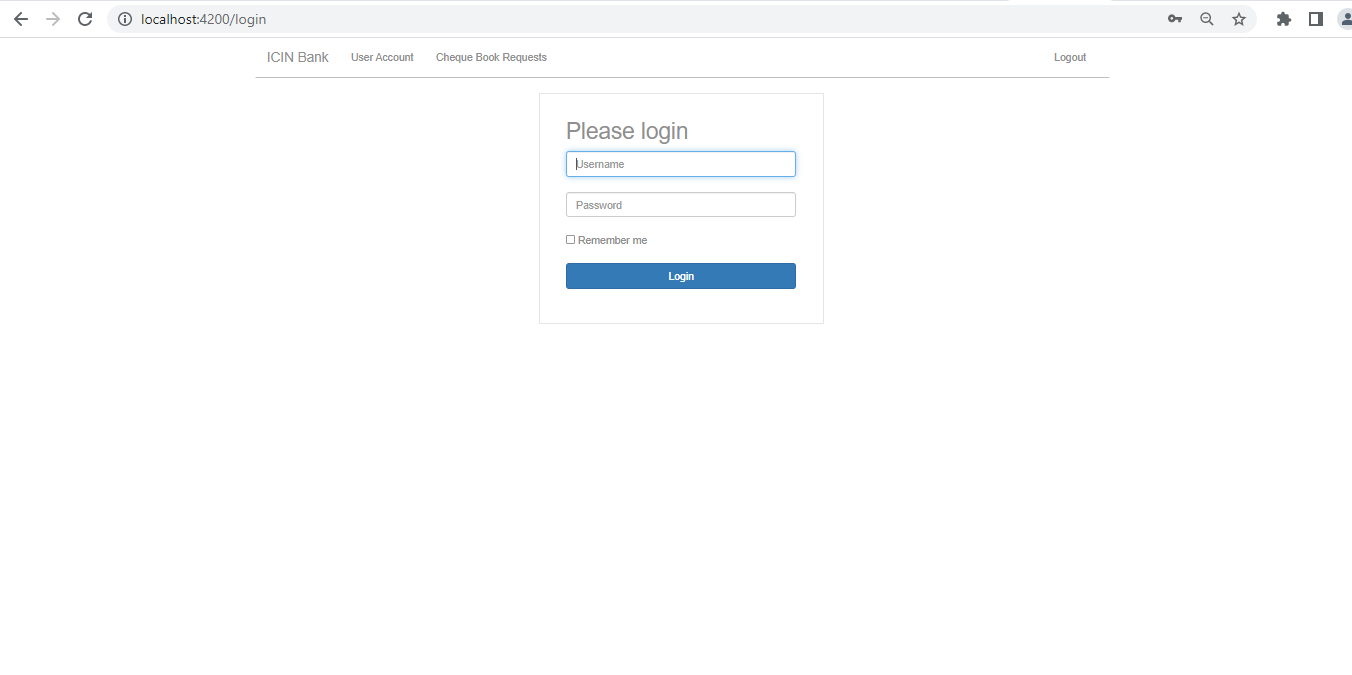 localhost:4200/login
ICIN Bank User Account Cheque Book Requests Logout
Please login
Username
Password
Remember me
Login